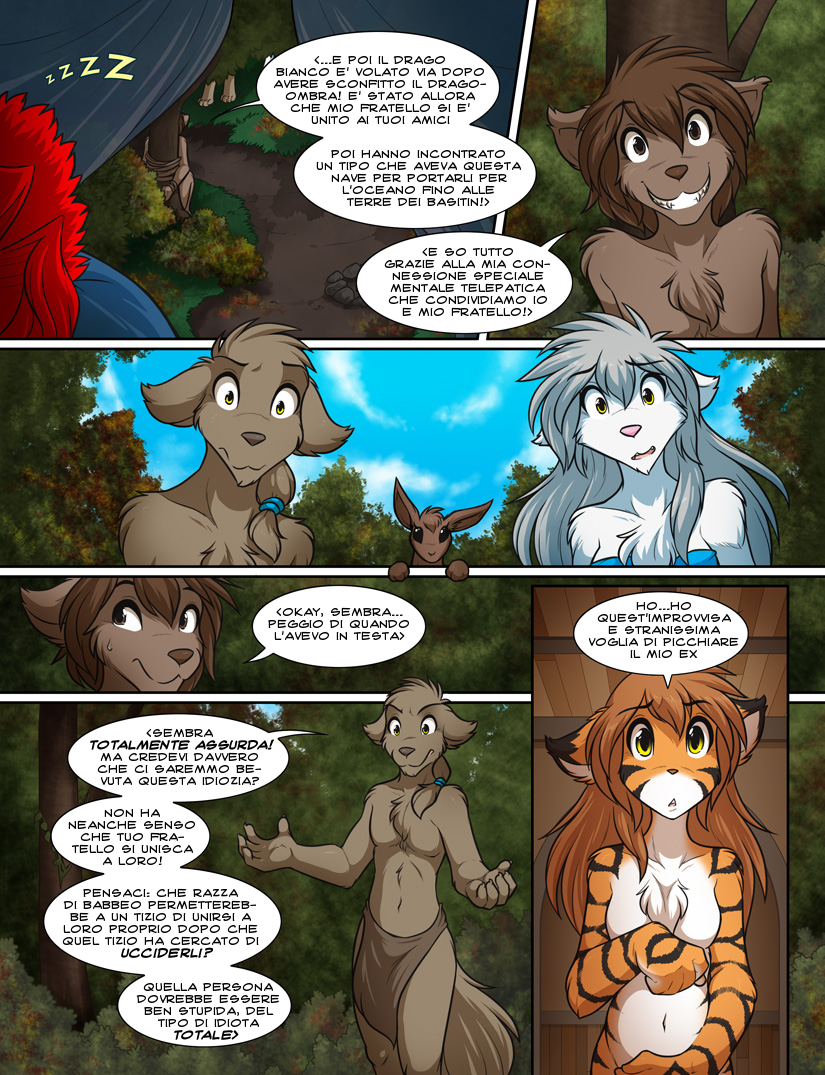 ZZZZ
<...E POI IL DRAGO
BIANCO E' VOLATO VIA DOPO
AVERE SCONFITTO IL DRAGO-
OMBRA! E' STATO ALLORA
CHE MIO FRATELLO SI E'
UNITO AI TUOI AMICI
POI HANNO INCONTRATO
UN TIPO CHE AVEVA QUESTA
NAVE PER PORTARLI PER
L'OCEANO FINO ALLE
TERRE DEI BASITIN!>
<E SO TUTTO
GRAZIE ALLA MIA CON-
NESSIONE SPECIALE
MENTALE TELEPATICA
CHE CONDIVIDIAMO IO
E MIO FRATELLO!>
<OKAY, SEMBRA...
PEGGIO DI QUANDO
L'AVEVO IN TESTA>
HO...HO
QUEST'IMPROVVISA
E STRANISSIMA
VOGLIA DI PICCHIARE
IL MIO EX
<SEMBRA
TOTALMENTE ASSURDA!
MA CREDEVI DAVVERO
CHE CI SAREMMO BE-
VUTA QUESTA IDIOZIA?
NON HA
NEANCHE SENSO
CHE TUO FRA-
TELLO SI UNISCA
A LORO!
PENSACI: CHE RAZZA
DI BABBEO PERMETTEREB-
BE A UN TIZIO DI UNIRSI A
LORO PROPRIO DOPO CHE
QUEL TIZIO HA CERCATO DI
UCCIDERLI?
QUELLA PERSONA
DOVREBBE ESSERE
BEN STUPIDA, DEL
TIPO DI IDIOTA
TOTALE>